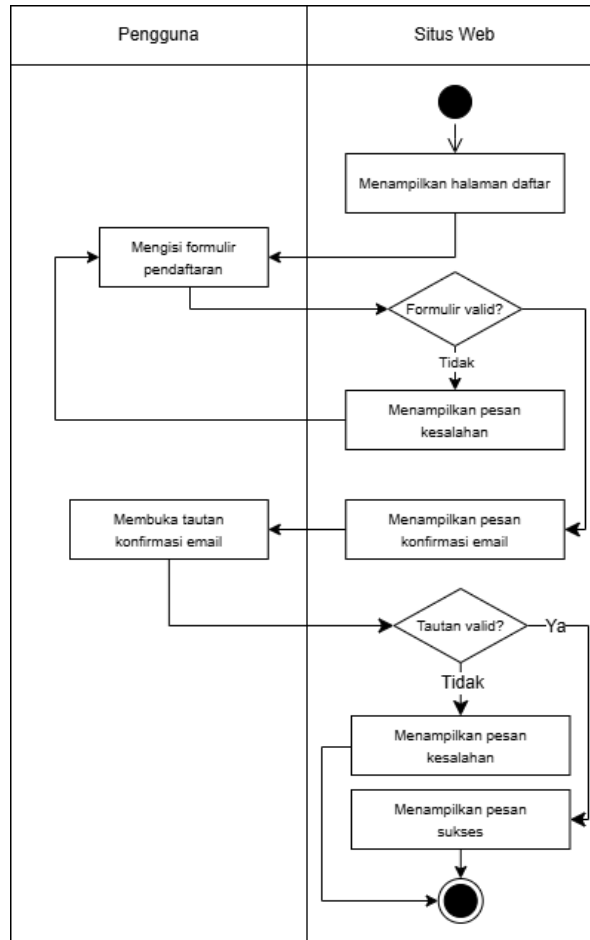 Pengguna
Situs Web
Menampilkan halaman daftar
Mengisi formulir
pendaftaran
Formulir valid?
Tidak
Menampilkan pesan
kesalahan
Membuka tautan
konfirmasi email
Menampilkan pesan
konfirmasi email
Tautan valid?
Ya
Tidak
Menampilkan pesan
kesalahan
Menampilkan pesan
sukses